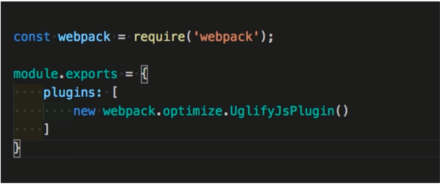 const webpack = require('webpack');
module.exports = {
    plugins: [
        new webpack.optimize.UglifyJsPlugin()
    ]
}